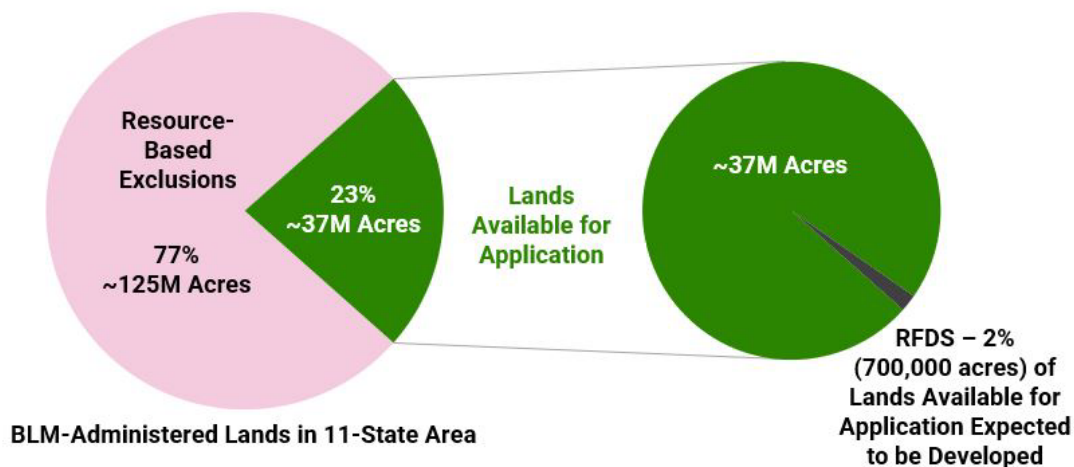 Resource-
Based
Exclusions
77%
~125M Acres
23%
~37M Acres
Lands
Available for
Application
~37M Acres
RFDS – 2%
(700,000 acres) of
Lands Available for
Application Expected
to be Developed
BLM-Administered Lands in 11-State Area